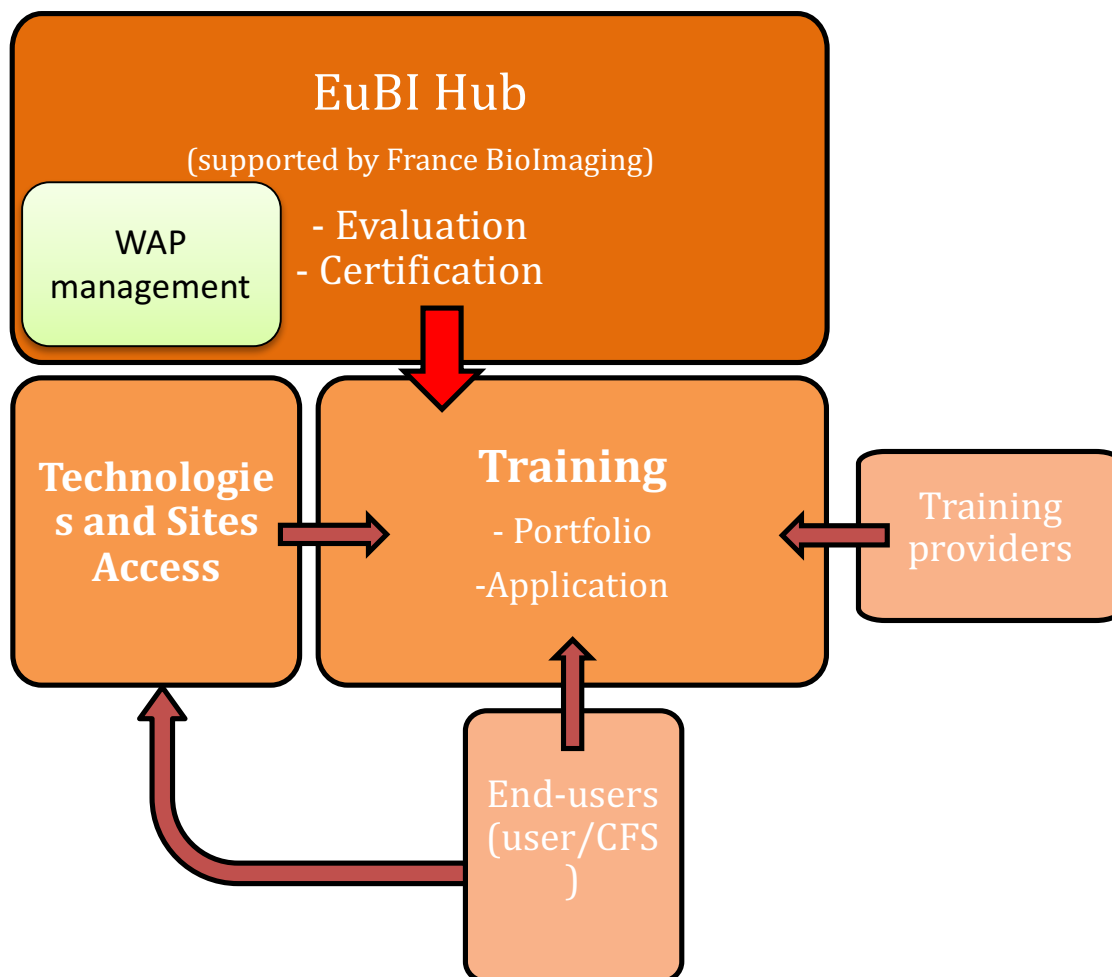 EuBI Hub
(supported by France BioImaging)
WAP
management
- Evaluation
- Certification
Technologie
s and Sites
Access
Training
- Portfolio
-Application
Training
providers
End-users
(user/CFS
)